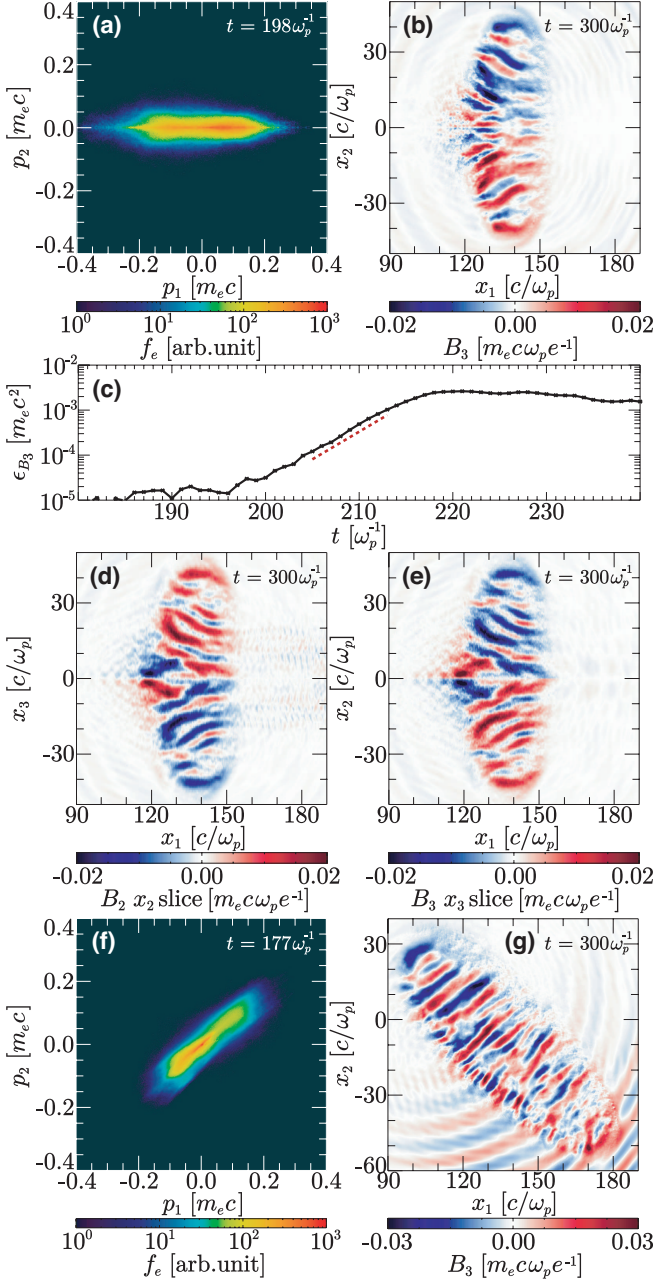 (a) t = 198ω_p^-1
p_2 [m_e c]
0.4
0.2
0.0
-0.2
-0.4
-0.4 -0.2 0.0 0.2 0.4
p_1 [m_e c]
10^0 10^1 10^2 10^3
f_e [arb.unit]
(b) t = 300ω_p^-1
x_2 [c/ω_p]
30
0
-30
90 120 150 180
x_1 [c/ω_p]
-0.02 0.00 0.02
B_3 [m_e cω_p e^-1]
(c)
ϵ_B_3 [m_e c^2]
10^-2
10^-3
10^-4
10^-5
190 200 210 220 230
t [ω_p^-1]
(d) t = 300ω_p^-1
x_3 [c/ω_p]
30
0
-30
90 120 150 180
x_1 [c/ω_p]
-0.02 0.00 0.02
B_2 x_2 slice [m_e cω_p e^-1]
(e) t = 300ω_p^-1
x_2 [c/ω_p]
30
0
-30
90 120 150 180
x_1 [c/ω_p]
-0.02 0.00 0.02
B_3 x_3 slice [m_e cω_p e^-1]
(f) t = 177ω_p^-1
p_2 [m_e c]
0.4
0.2
0.0
-0.2
-0.4
-0.4 -0.2 0.0 0.2 0.4
p_1 [m_e c]
10^0 10^1 10^2 10^3
f_e [arb.unit]
(g) t = 300ω_p^-1
x_2 [c/ω_p]
30
0
-30
-60
90 120 150 180
x_1 [c/ω_p]
-0.03 0.00 0.03
B_3 [m_e cω_p e^-1]